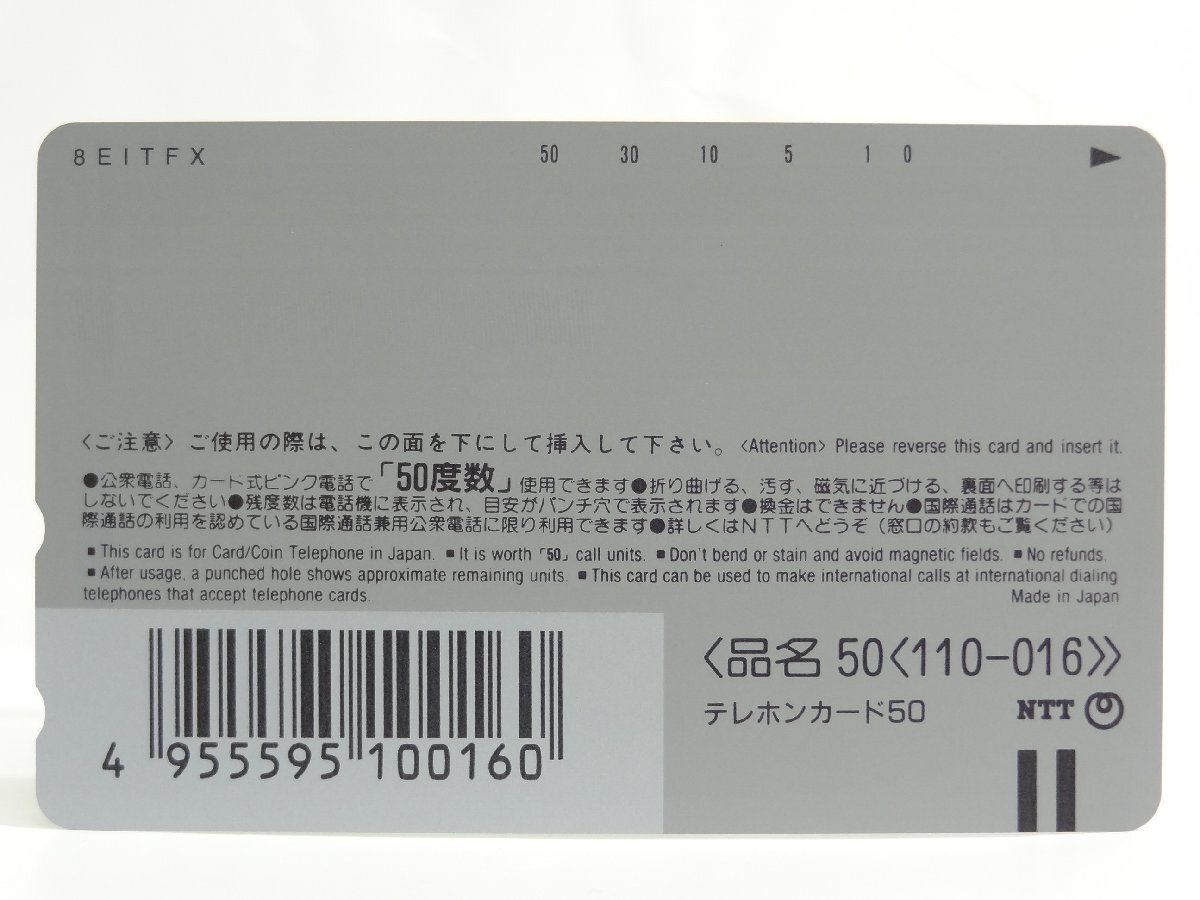 8EITFX 50 30 10 5 1 0
〈ご注意〉ご使用の際は、この面を下にして挿入して下さい。〈Attention〉Please reverse this card and insert it.
●公衆電話、カード式ピンク電話で「50度数」使用できます●折り曲げる、汚す、磁気に近づける、裏面へ印刷する等は
しないでください●残度数は電話機に表示され、目安がパンチ穴で表示されます●換金はできません●国際通話はカードでの国
際通話の利用を認めている国際通話兼用公衆電話に限り利用できます●詳しくはNTTへどうぞ（窓口の約款もご覧ください）
■This card is for Card/Coin Telephone in Japan. ■It is worth「50」call units. ■Don't bend or stain and avoid magnetic fields. ■No refunds.
■After usage, a punched hole shows approximate remaining units. ■This card can be used to make international calls at international dialing
telephones that accept telephone cards. Made in Japan
〈品名 50〈110-016〉〉
テレホンカード50 NTT
4 955595 100160